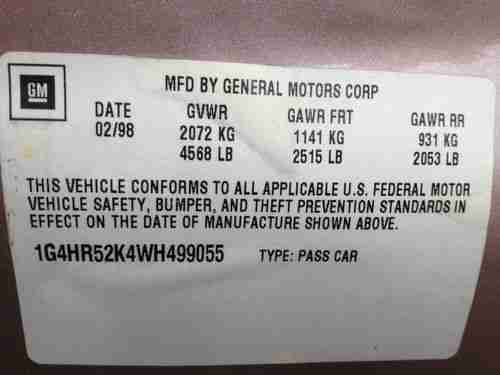 GM
MFD BY GENERAL MOTORS CORP
DATE GVWR GAWR FRT GAWR RR
02/98 2072 KG 1141 KG 931 KG
4568 LB 2515 LB 2053 LB
THIS VEHICLE CONFORMS TO ALL APPLICABLE U.S. FEDERAL MOTOR
VEHICLE SAFETY, BUMPER, AND THEFT PREVENTION STANDARDS IN
EFFECT ON THE DATE OF MANUFACTURE SHOWN ABOVE.
1G4HR52K4WH499055 TYPE: PASS CAR